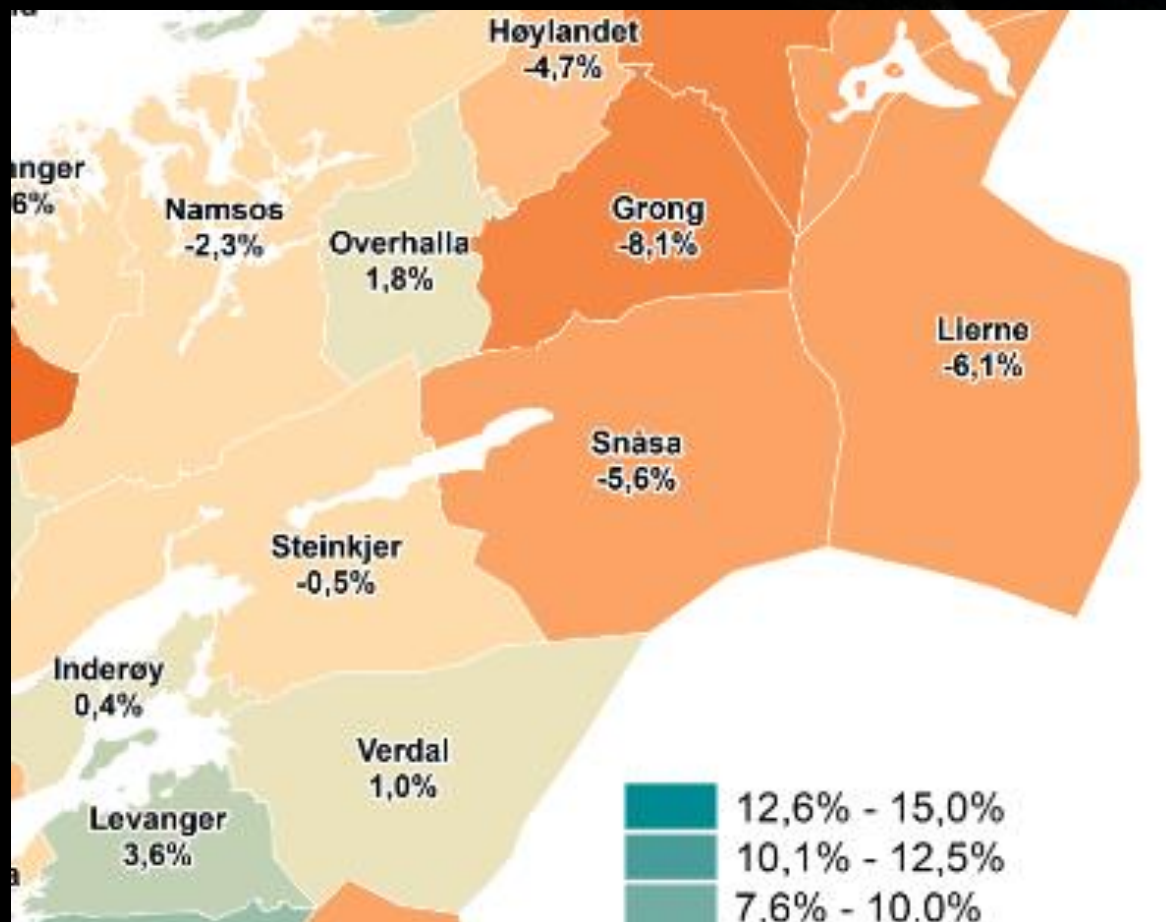 Høylandet
-4,7%
anger
6%
Namsos
-2,3%
Overhalla
1,8%
Grong
-8,1%
Lierne
-6,1%
Snåsa
-5,6%
Steinkjer
-0,5%
Inderøy
0,4%
Verdal
1,0%
Levanger
3,6%
a
12,6% - 15,0%
10,1% - 12,5%
7,6% - 10,0%